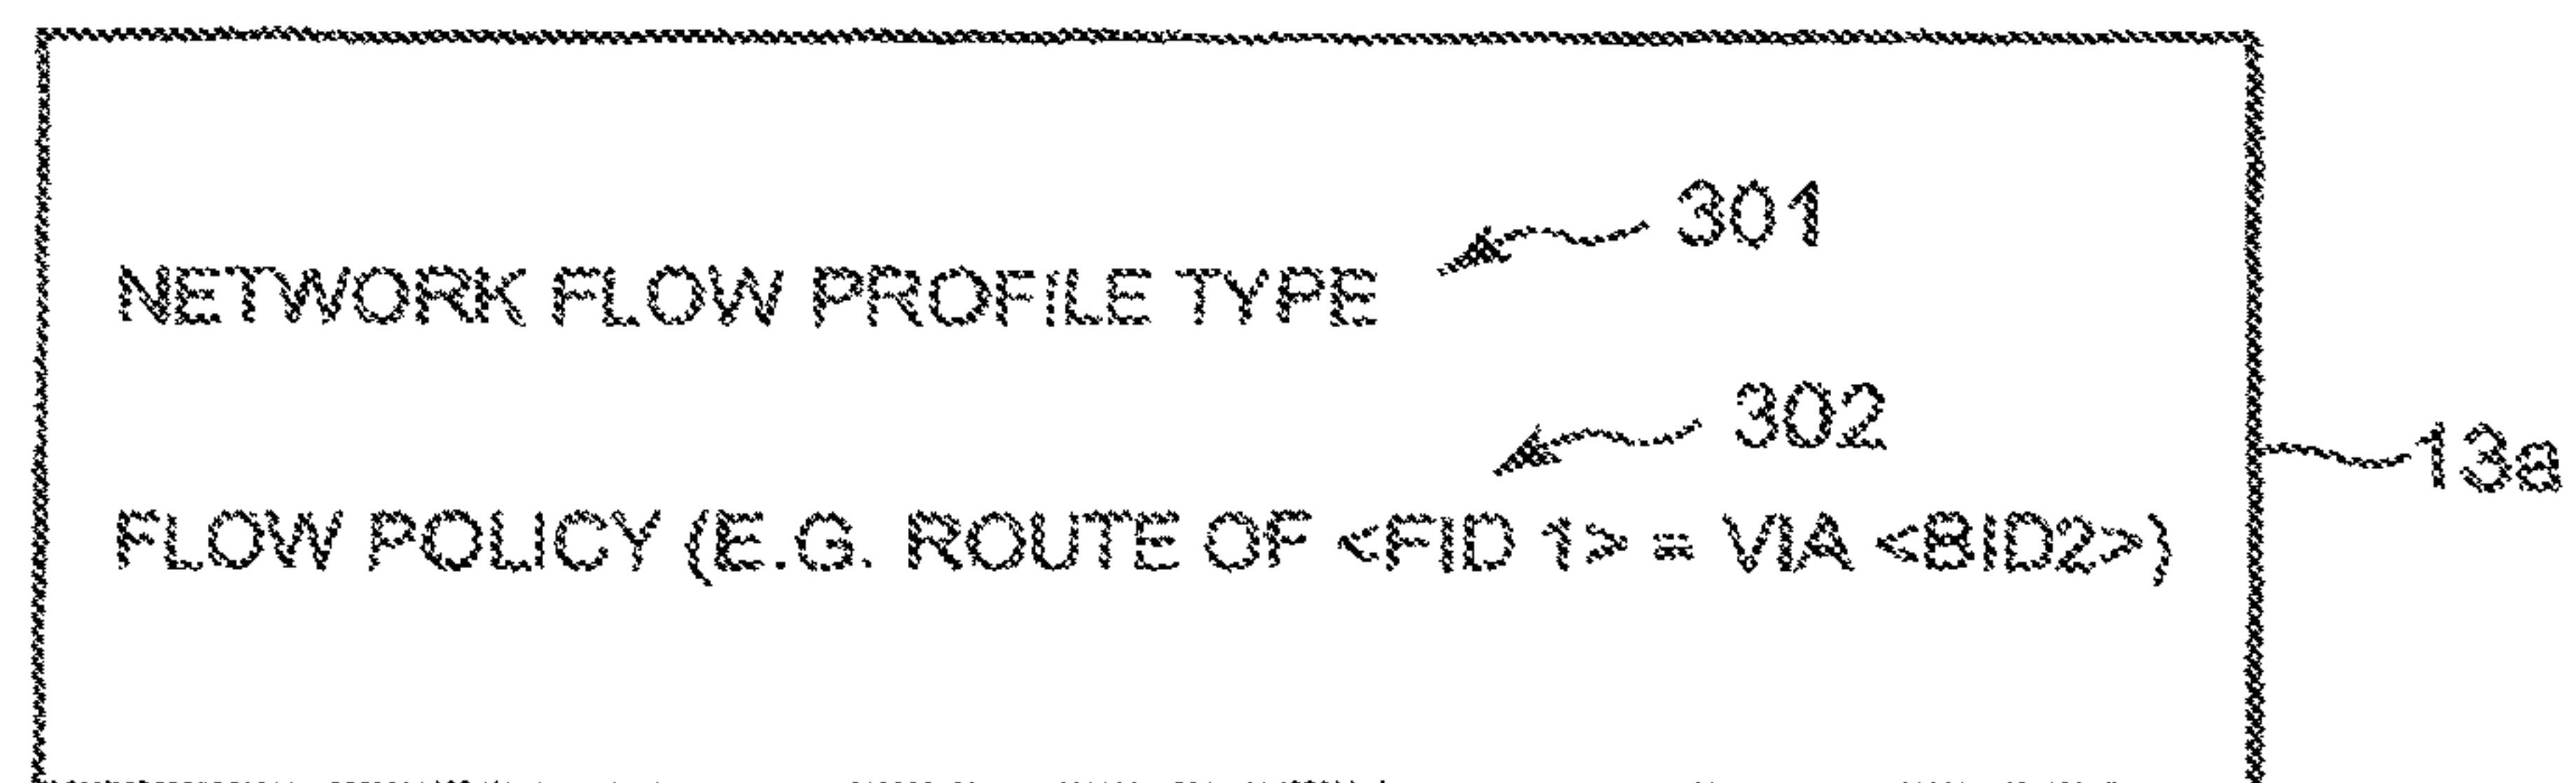 301
NETWORK FLOW PROFILE TYPE
302
13a
FLOW POLICY (E.G. ROUTE OF <FID 1> = VIA <BID2>)